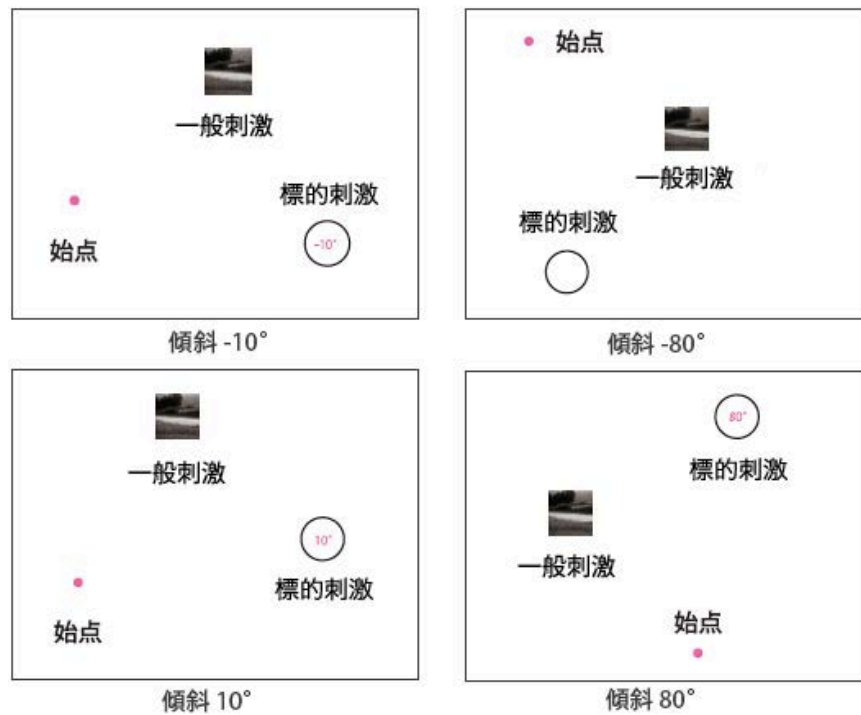 一般刺激
標的刺激
-10°
始点
傾斜 -10°
始点
一般刺激
標的刺激
傾斜 -80°
一般刺激
10°
標的刺激
始点
傾斜 10°
80°
標的刺激
一般刺激
始点
傾斜 80°